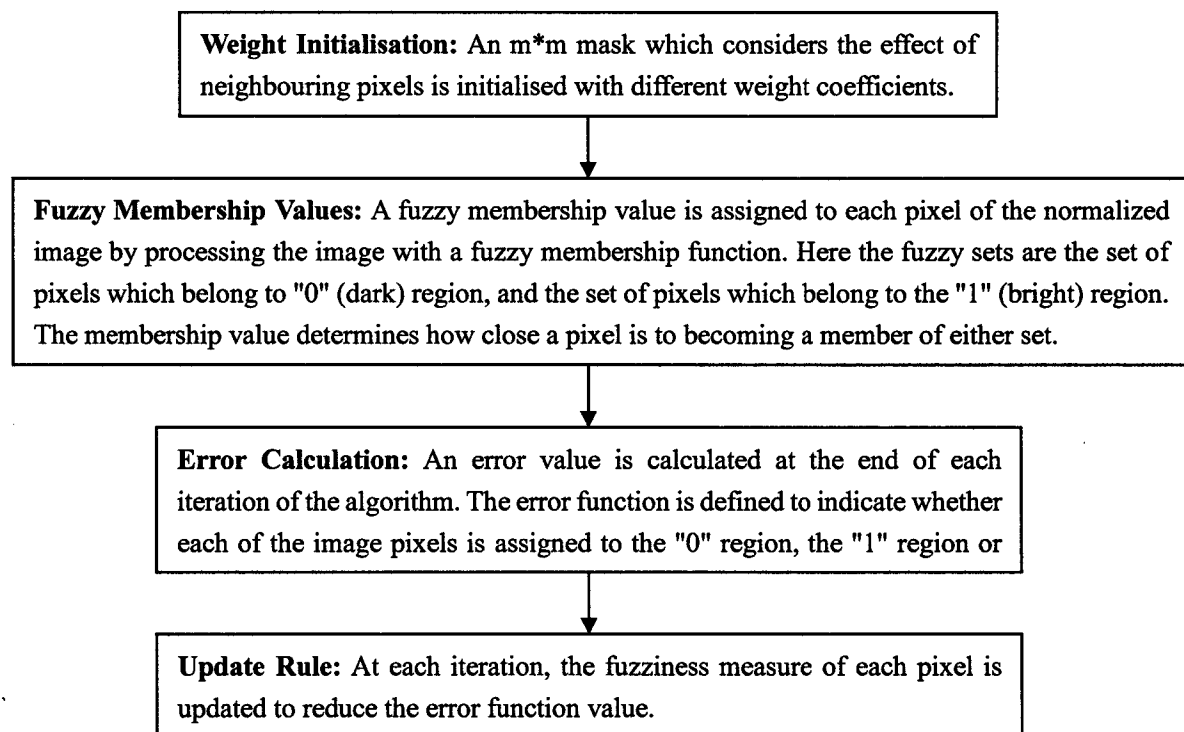 Weight Initialisation: An m*m mask which considers the effect of
neighbouring pixels is initialised with different weight coefficients.
Fuzzy Membership Values: A fuzzy membership value is assigned to each pixel of the normalized
image by processing the image with a fuzzy membership function. Here the fuzzy sets are the set of
pixels which belong to "0" (dark) region, and the set of pixels which belong to the "1" (bright) region.
The membership value determines how close a pixel is to becoming a member of either set.
Error Calculation: An error value is calculated at the end of each
iteration of the algorithm. The error function is defined to indicate whether
each of the image pixels is assigned to the "0" region, the "1" region or
Update Rule: At each iteration, the fuzziness measure of each pixel is
updated to reduce the error function value.